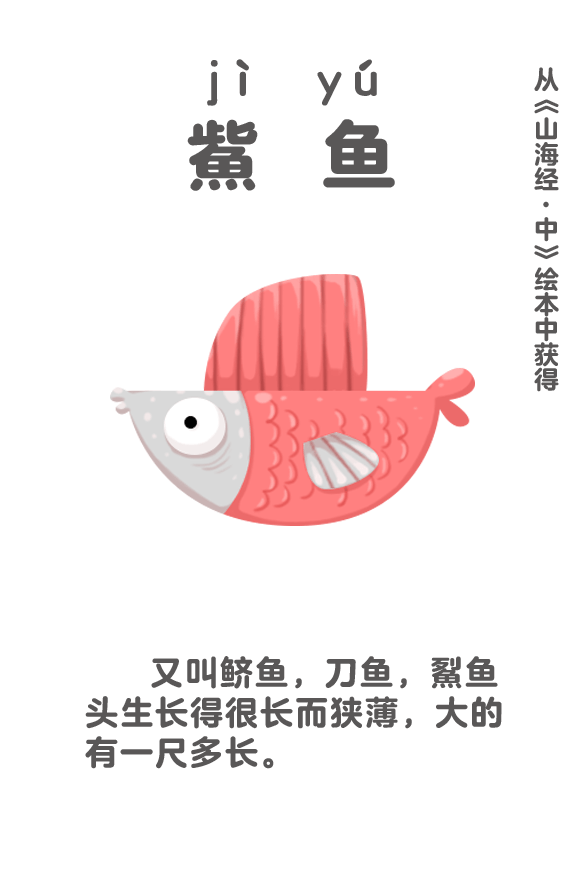 jì yú
鮆 鱼
从《山海经·中》绘本中获得
又叫鲚鱼，刀鱼，鮤鱼
头生长得很长而狭薄，大的
有一尺多长。